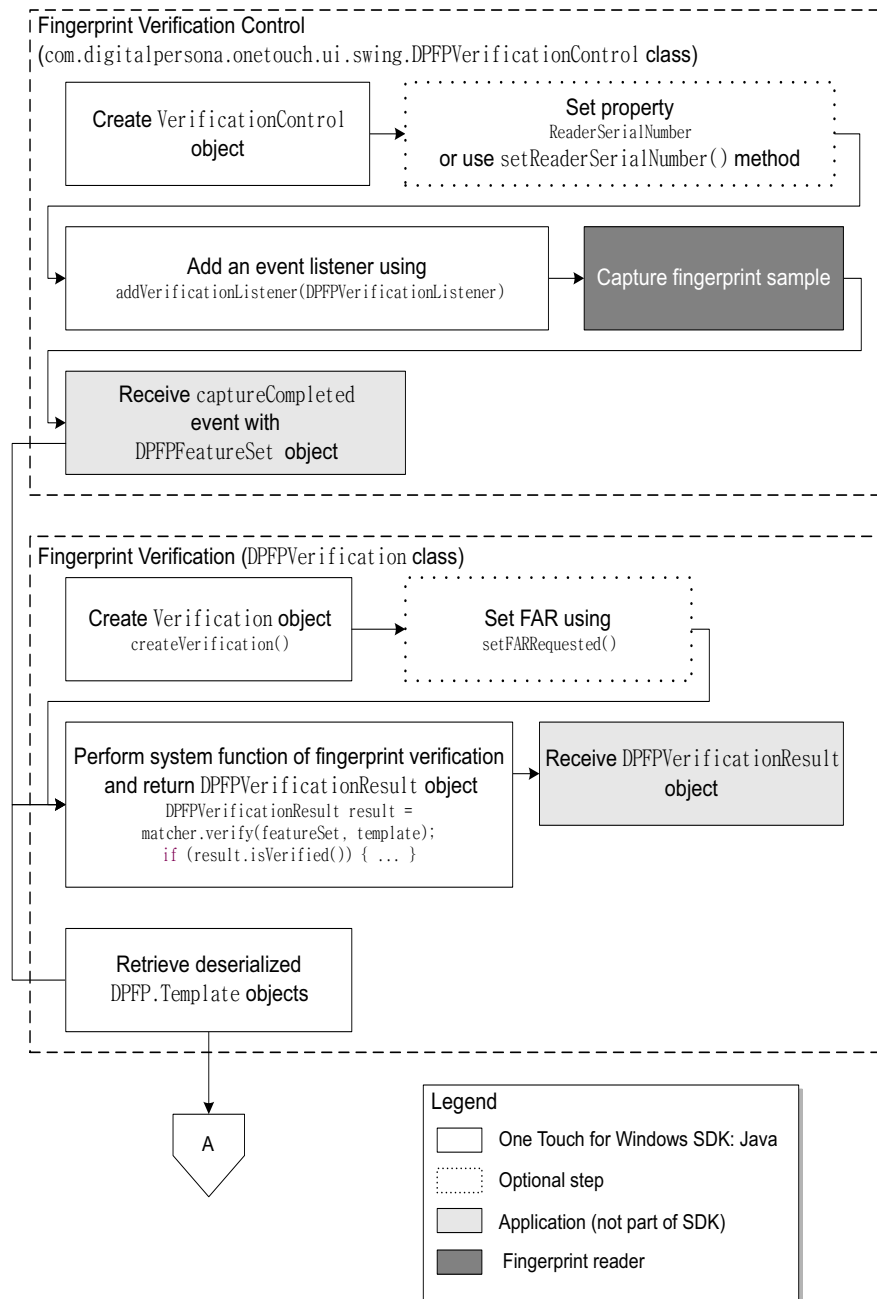 Fingerprint Verification Control
(com.digitalpersona.onetouch.ui.swing.DPFPVerificationControl class)
Create VerificationControl
object
Set property
ReaderSerialNumber
or use setReaderSerialNumber() method
Add an event listener using
addVerificationListener(DPFPVerificationListener)
Capture fingerprint sample
Receive captureCompleted
event with
DPFPFeatureSet object
Fingerprint Verification (DPFPVerification class)
Create Verification object
createVerification()
Set FAR using
setFARRequested()
Perform system function of fingerprint verification
and return DPFPVerificationResult object
DPFPVerificationResult result =
matcher.verify(featureSet, template);
if (result.isVerified()) { ... }
Receive DPFPVerificationResult
object
Retrieve deserialized
DPFP.Template objects
A
Legend
One Touch for Windows SDK: Java
Optional step
Application (not part of SDK)
Fingerprint reader